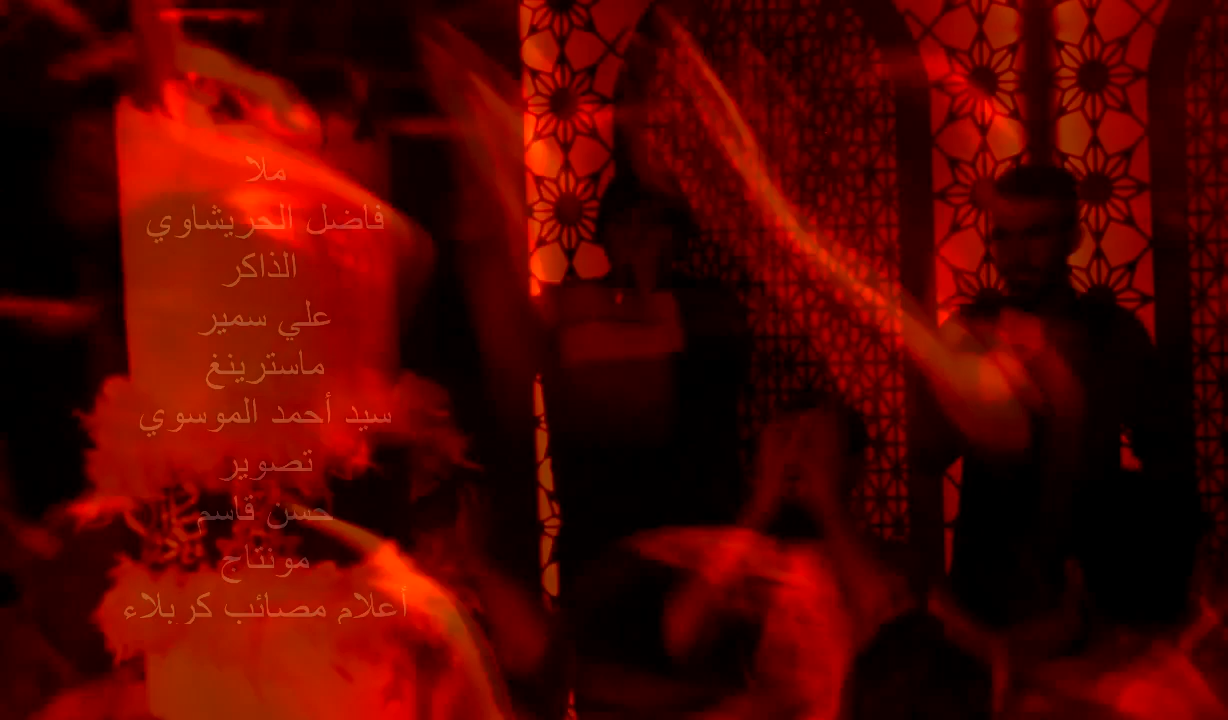 ملا
فاضل الحريشاوي
الذاكر
علي سمير
ماسترينغ
سيد أحمد الموسوي
تصوير
حسن قاسم
مونتاج
أعلام مصائب كربلاء